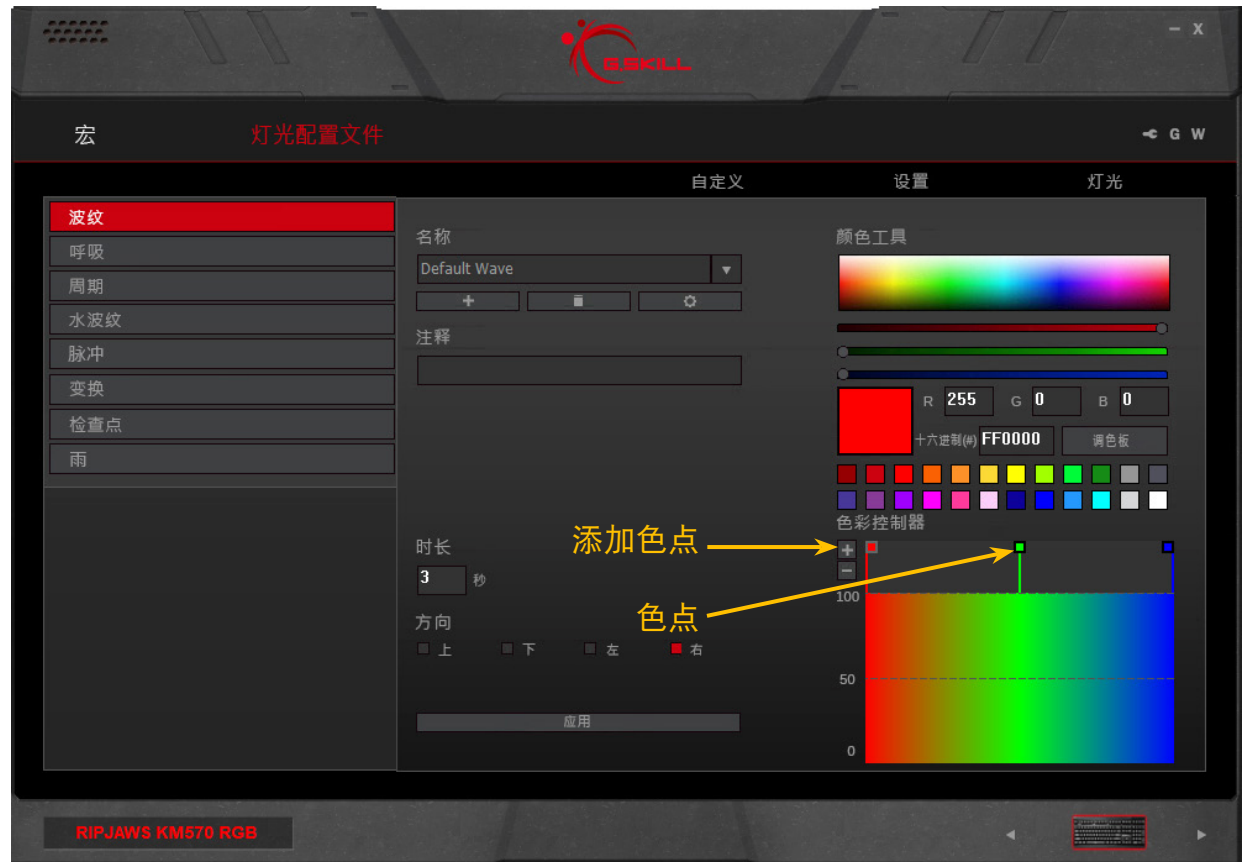 G.SKILL
– X
宏 灯光配置文件 G W
自定义 设置 灯光
波纹
呼吸
周期
水波纹
脉冲
变换
检查点
雨
名称
Default Wave
注释
时长
3 秒
方向
上 下 左 右
应用
颜色工具
R 255 G 0 B 0
十六进制(#) FF0000 调色板
色彩控制器
添加色点
色点
100
50
0
RIPJAWS KM570 RGB